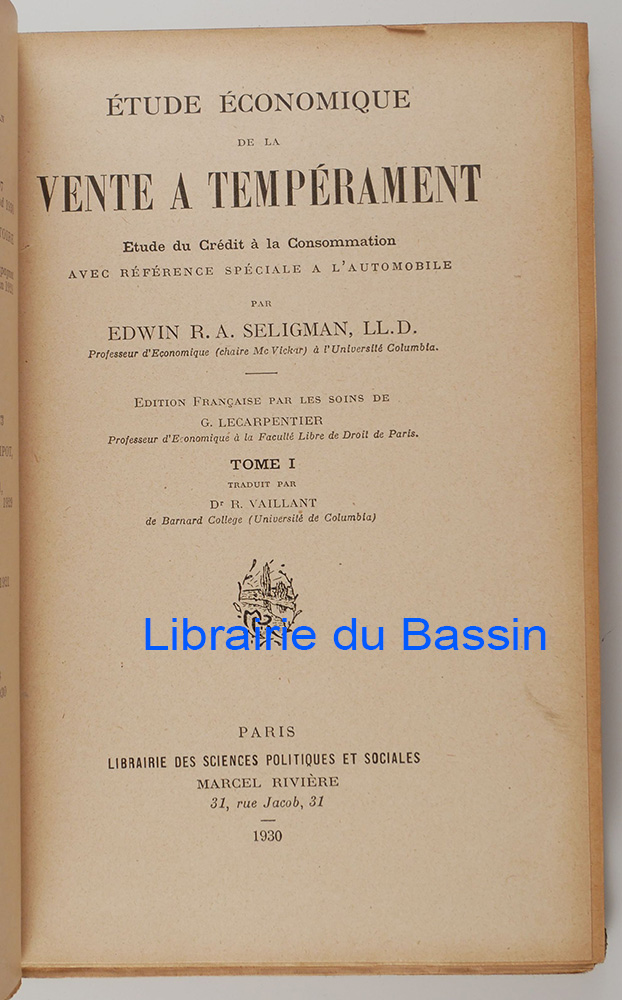 ÉTUDE ÉCONOMIQUE
DE LA
VENTE A TEMPÉRAMENT
Etude du Crédit à la Consommation
AVEC RÉFÉRENCE SPÉCIALE A L'AUTOMOBILE
PAR
EDWIN R. A. SELIGMAN, LL.D.
Professeur d'Economique (chaire Mc Vickar) à l'Université Columbia.
EDITION FRANÇAISE PAR LES SOINS DE
G. LECARPENTIER
Professeur d'Economique à la Faculté Libre de Droit de Paris.
TOME I
TRADUIT PAR
Dr R. VAILLANT
de Barnard College (Université de Columbia)
Librairie du Bassin
PARIS
LIBRAIRIE DES SCIENCES POLITIQUES ET SOCIALES
MARCEL RIVIÈRE
31, rue Jacob, 31
1930